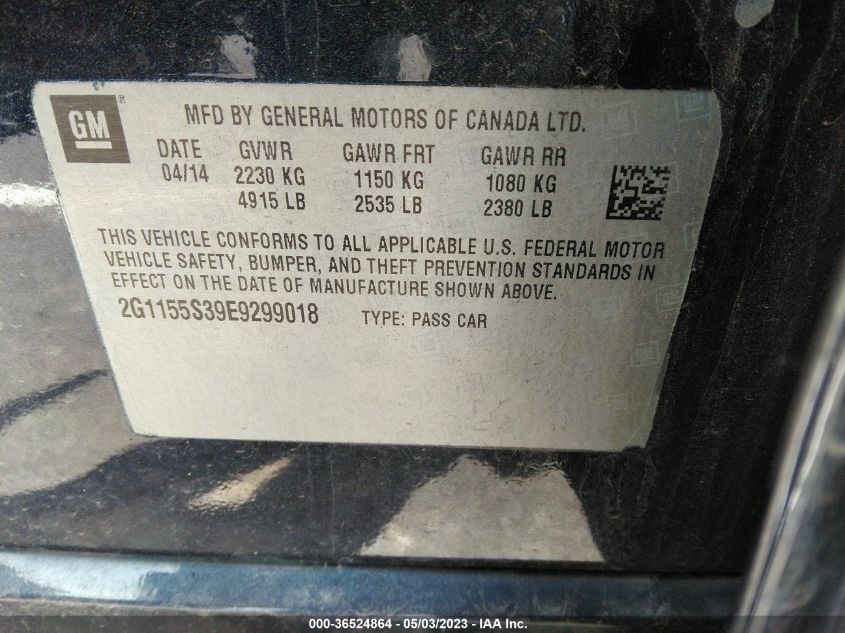 GM ®
MFD BY GENERAL MOTORS OF CANADA LTD.
DATE GVWR GAWR FRT GAWR RR
04/14 2230 KG 1150 KG 1080 KG
4915 LB 2535 LB 2380 LB
THIS VEHICLE CONFORMS TO ALL APPLICABLE U.S. FEDERAL MOTOR
VEHICLE SAFETY, BUMPER, AND THEFT PREVENTION STANDARDS IN
EFFECT ON THE DATE OF MANUFACTURE SHOWN ABOVE.
2G1155S39E9299018 TYPE: PASS CAR
000-36524864 - 05/03/2023 - IAA Inc.